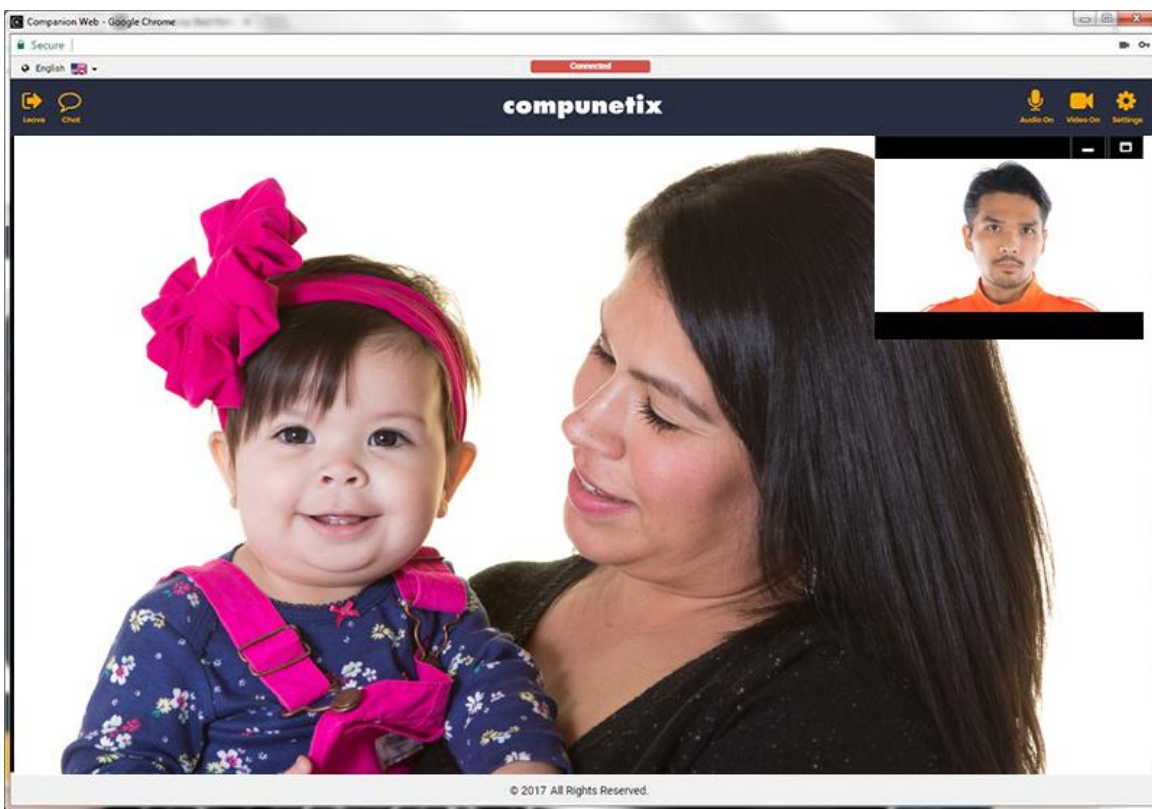 Companion Web - Google Chrome
Secure
English
Connected
Leave
Chat
compunetix
Audio On
Video On
Settings
© 2017 All Rights Reserved.